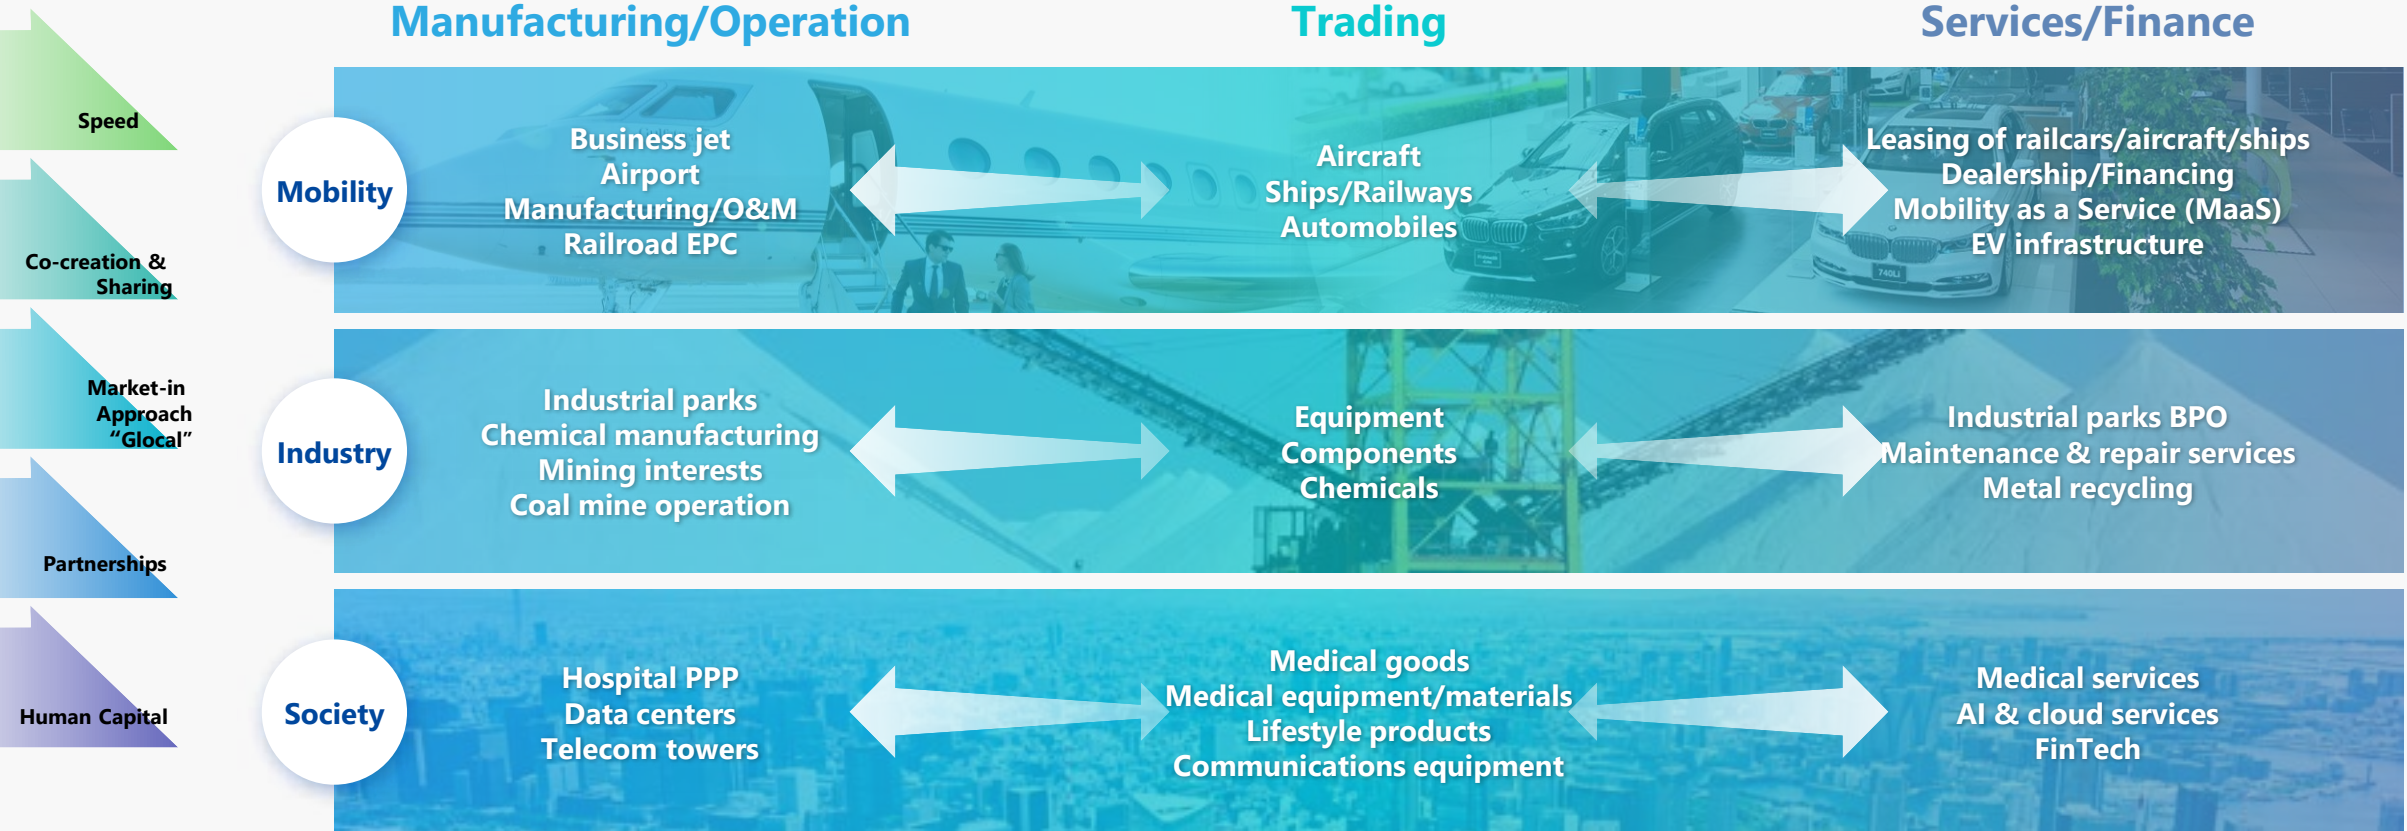 Manufacturing/Operation
Trading
Services/Finance
Speed
Co-creation &
Sharing
Market-in
Approach
“Glocal”
Partnerships
Human Capital
Mobility
Business jet
Airport
Manufacturing/O&M
Railroad EPC
Aircraft
Ships/Railways
Automobiles
Leasing of railcars/aircraft/ships
Dealership/Financing
Mobility as a Service (MaaS)
EV infrastructure
740Li
Industry
Industrial parks
Chemical manufacturing
Mining interests
Coal mine operation
Equipment
Components
Chemicals
Industrial parks BPO
Maintenance & repair services
Metal recycling
Society
Hospital PPP
Data centers
Telecom towers
Medical goods
Medical equipment/materials
Lifestyle products
Communications equipment
Medical services
AI & cloud services
FinTech